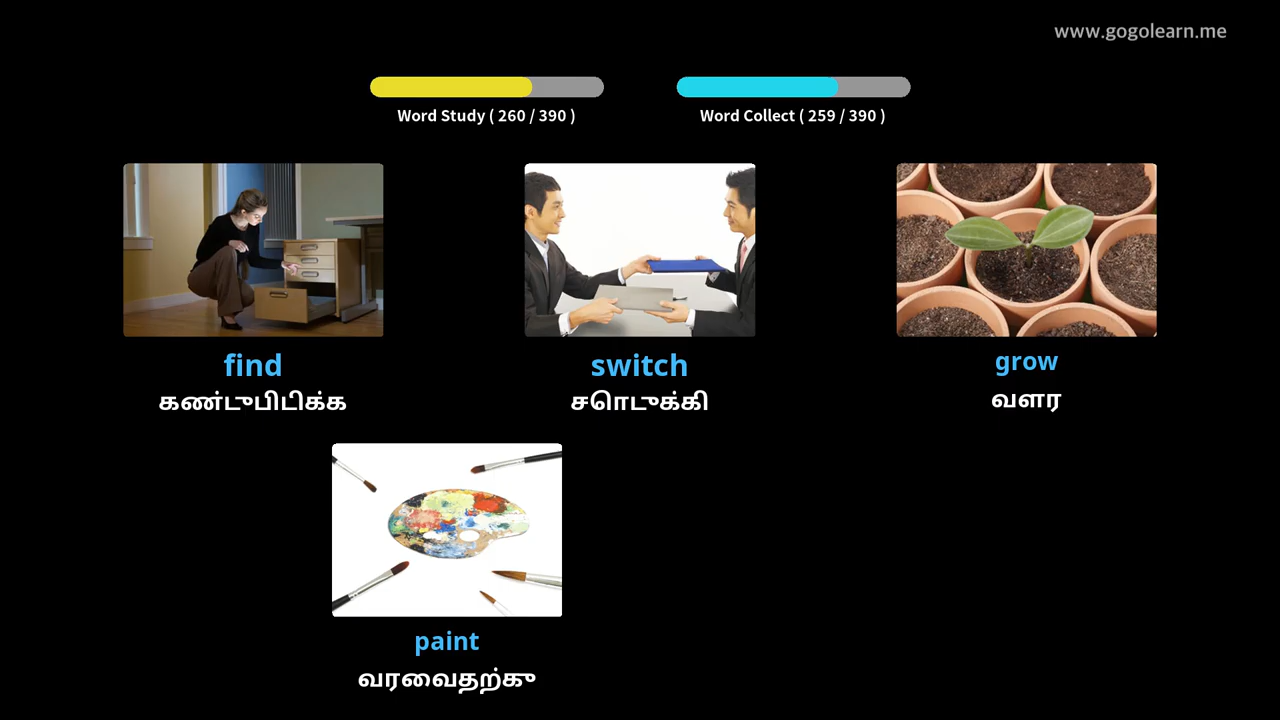 www.gogolearn.me
Word Study ( 260 / 390 )
Word Collect ( 259 / 390 )
find
switch
grow
கண்டுபிடிக்க
சொடுக்கி
வளர
paint
வரைவதற்கு